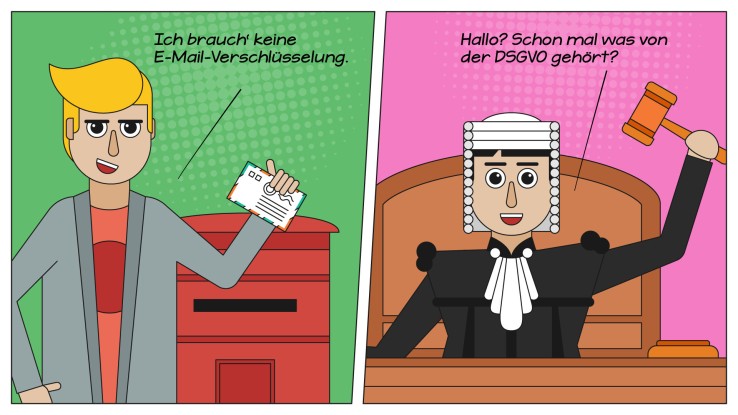 Ich brauch‘ keine
E-Mail-Verschlüsselung.
Hallo? Schon mal was von
der DSGVO gehört?